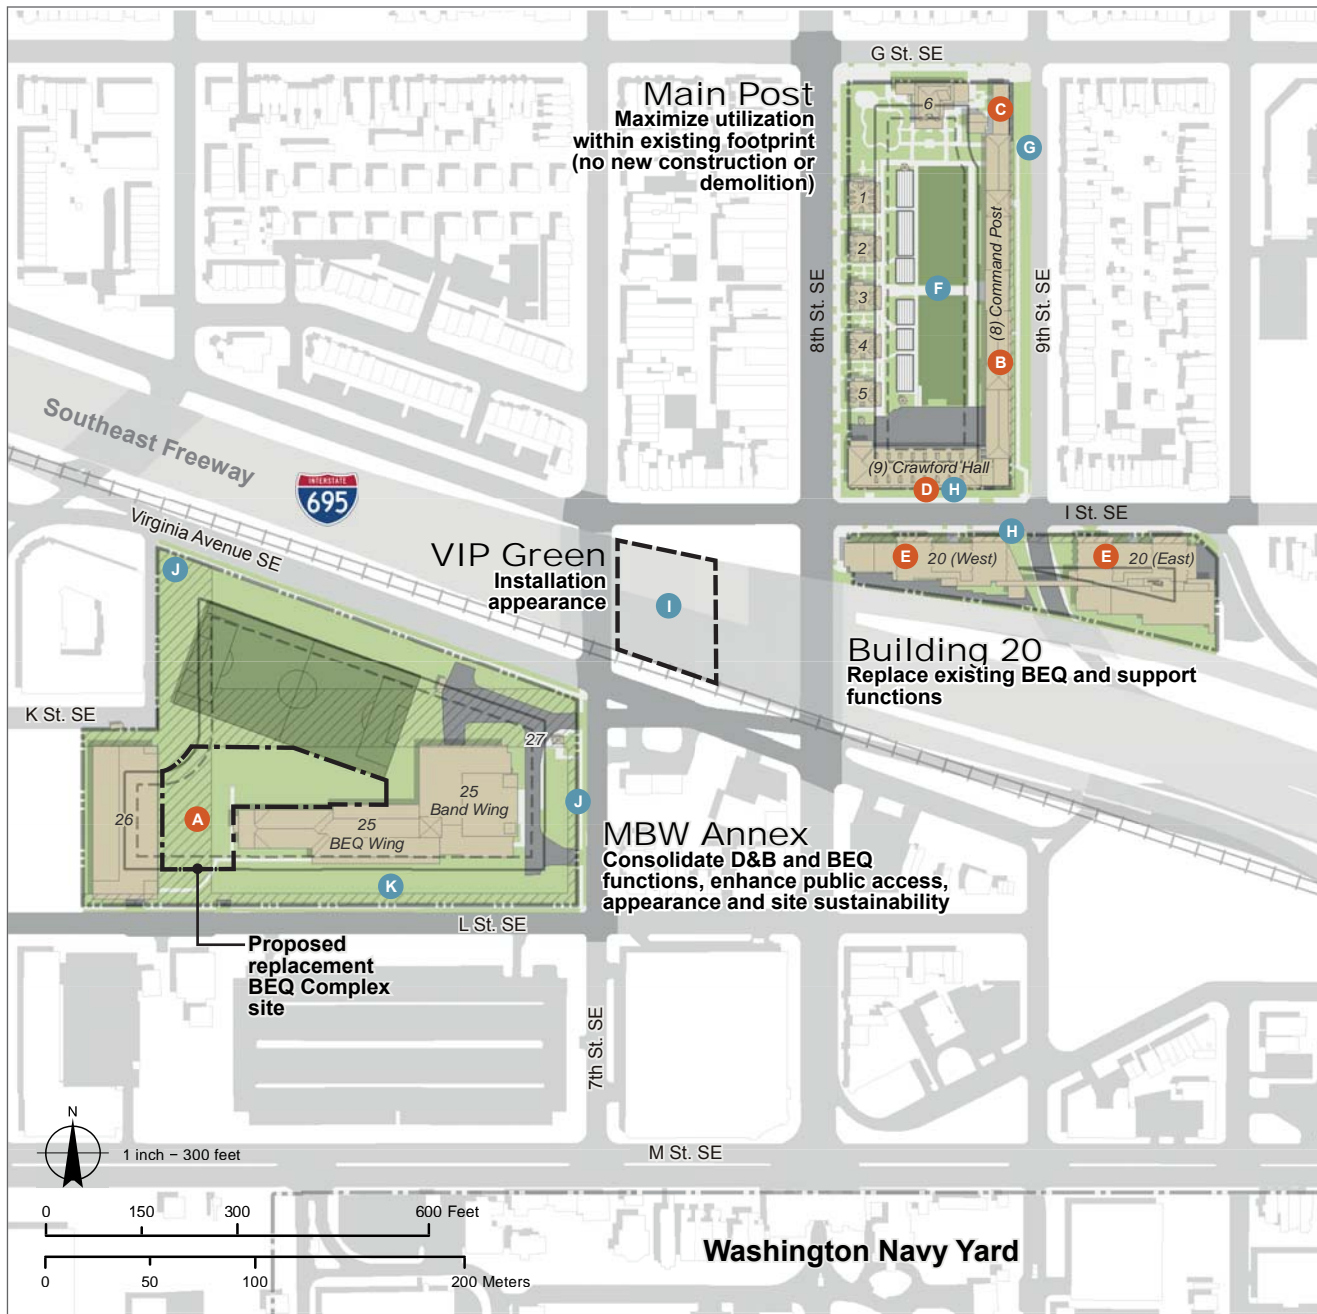 G St. SE
Main Post
Maximize utilization
within existing footprint
(no new construction or
demolition)
6
C
G
1
2
3
4
5
F
(8) Command Post
B
8th St. SE
9th St. SE
(9) Crawford Hall
D
H
I St. SE
H
E
20 (West)
E
20 (East)
Building 20
Replace existing BEQ and support
functions
Southeast Freeway
INTERSTATE
695
Virginia Avenue SE
VIP Green
Installation
appearance
I
J
K St. SE
27
26
A
25
Band Wing
25
BEQ Wing
J
K
MBW Annex
Consolidate D&B and BEQ
functions, enhance public access,
appearance and site sustainability
L St. SE
Proposed
replacement
BEQ Complex
site
7th St. SE
M St. SE
N
1 inch – 300 feet
0 150 300 600 Feet
0 50 100 200 Meters
Washington Navy Yard